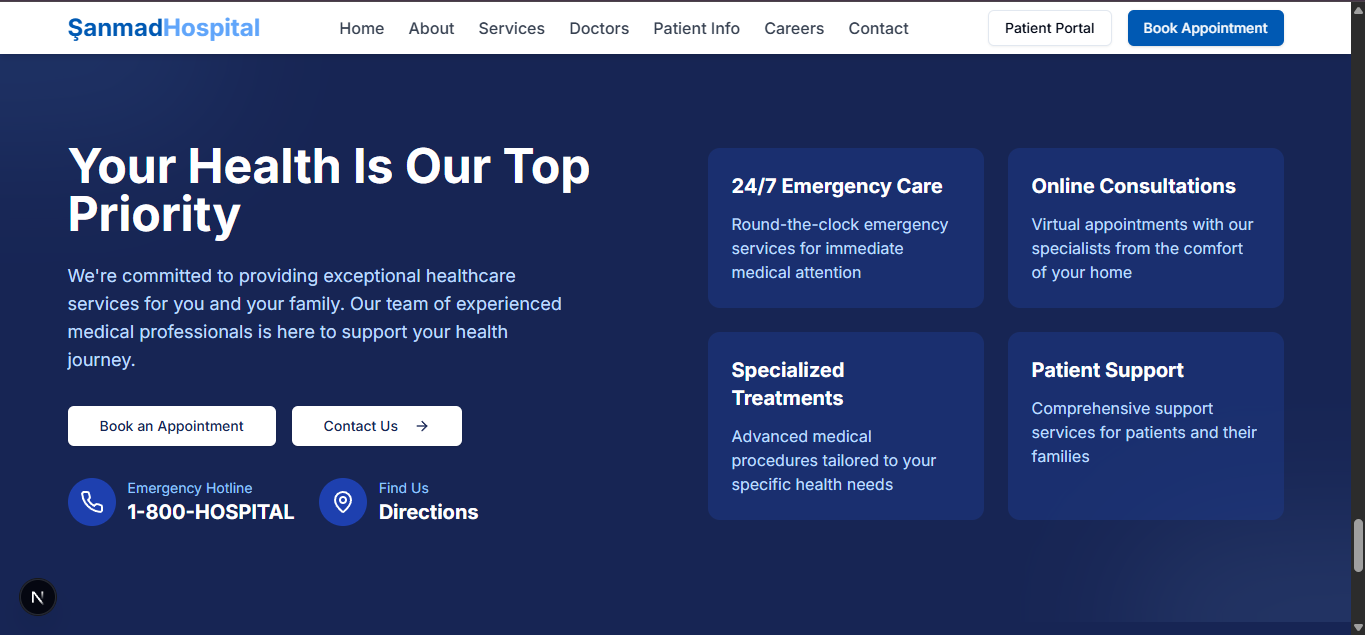 ŞanmadHospital
Home About Services Doctors Patient Info Careers Contact
Patient Portal
Book Appointment
Your Health Is Our Top
Priority
We're committed to providing exceptional healthcare
services for you and your family. Our team of experienced
medical professionals is here to support your health
journey.
Book an Appointment
Contact Us →
Emergency Hotline
1-800-HOSPITAL
Find Us
Directions
24/7 Emergency Care
Round-the-clock emergency
services for immediate
medical attention
Online Consultations
Virtual appointments with our
specialists from the comfort
of your home
Specialized
Treatments
Advanced medical
procedures tailored to your
specific health needs
Patient Support
Comprehensive support
services for patients and their
families
N